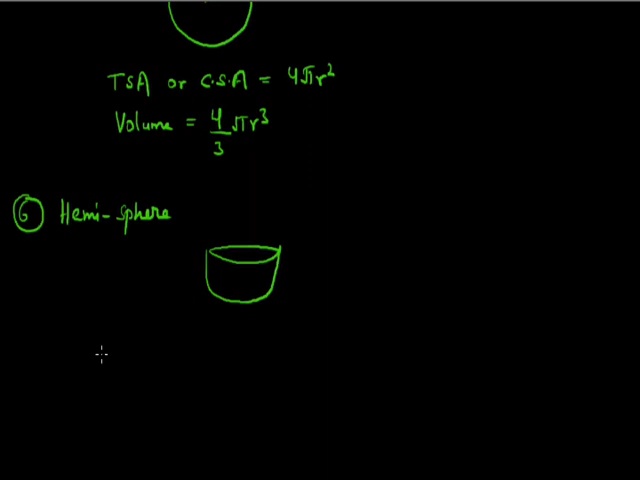 TSA or C.S.A = 4πr²
Volume = 4/3 πr³
6 Hemi-sphere